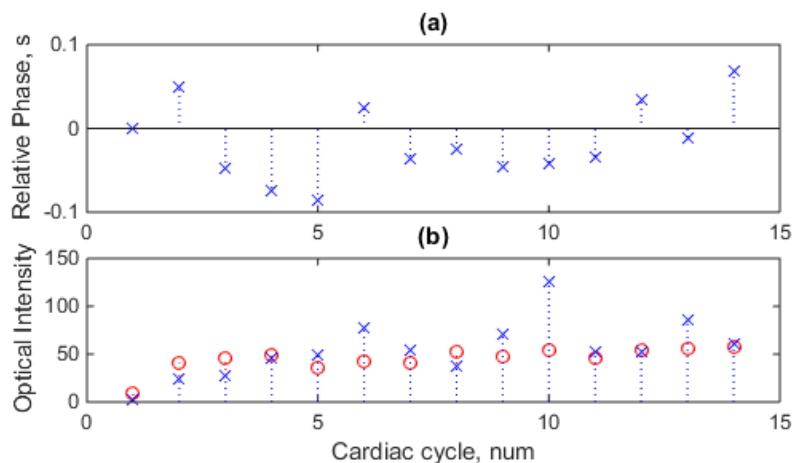 (a)
Relative Phase, s
0.1
0
-0.1
0 5 10 15
(b)
Optical Intensity
150
100
50
0
0 5 10 15
Cardiac cycle, num